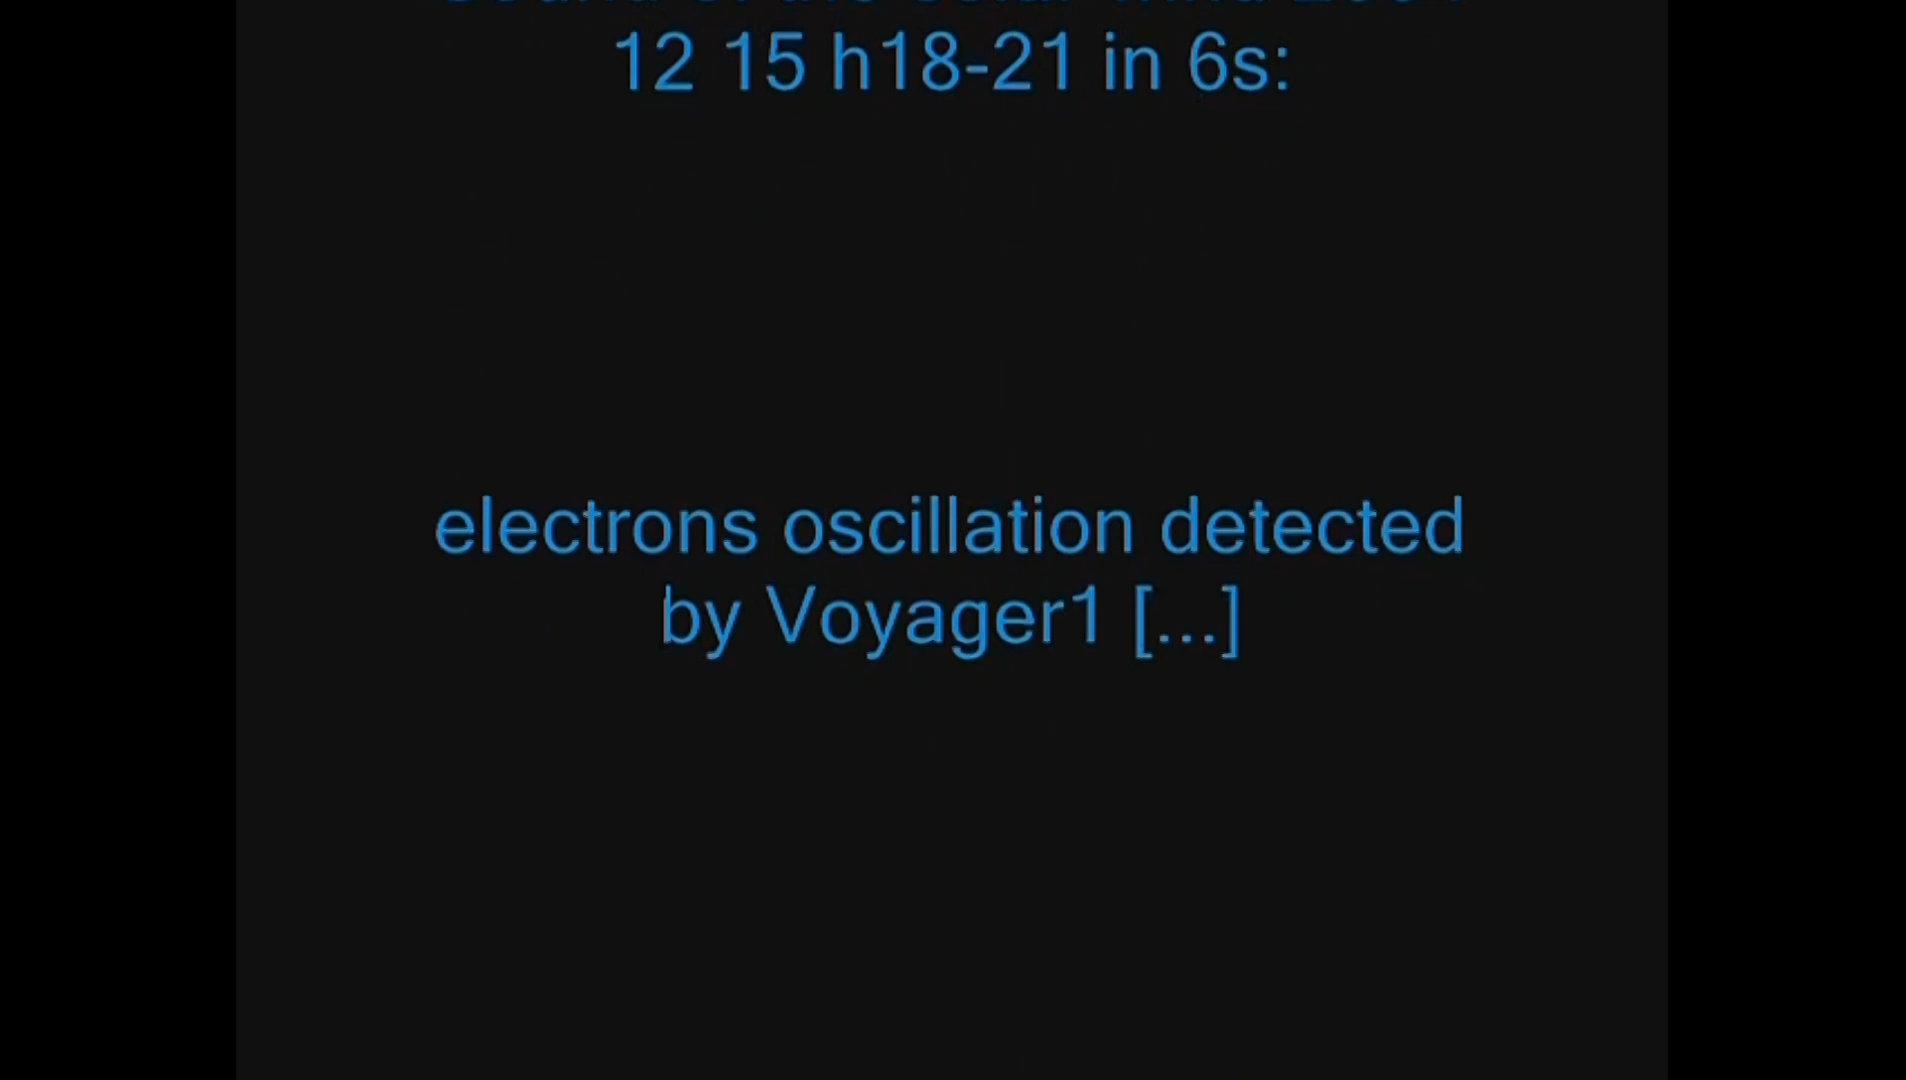 12 15 h18-21 in 6s:
electrons oscillation detected
by Voyager1 [...]